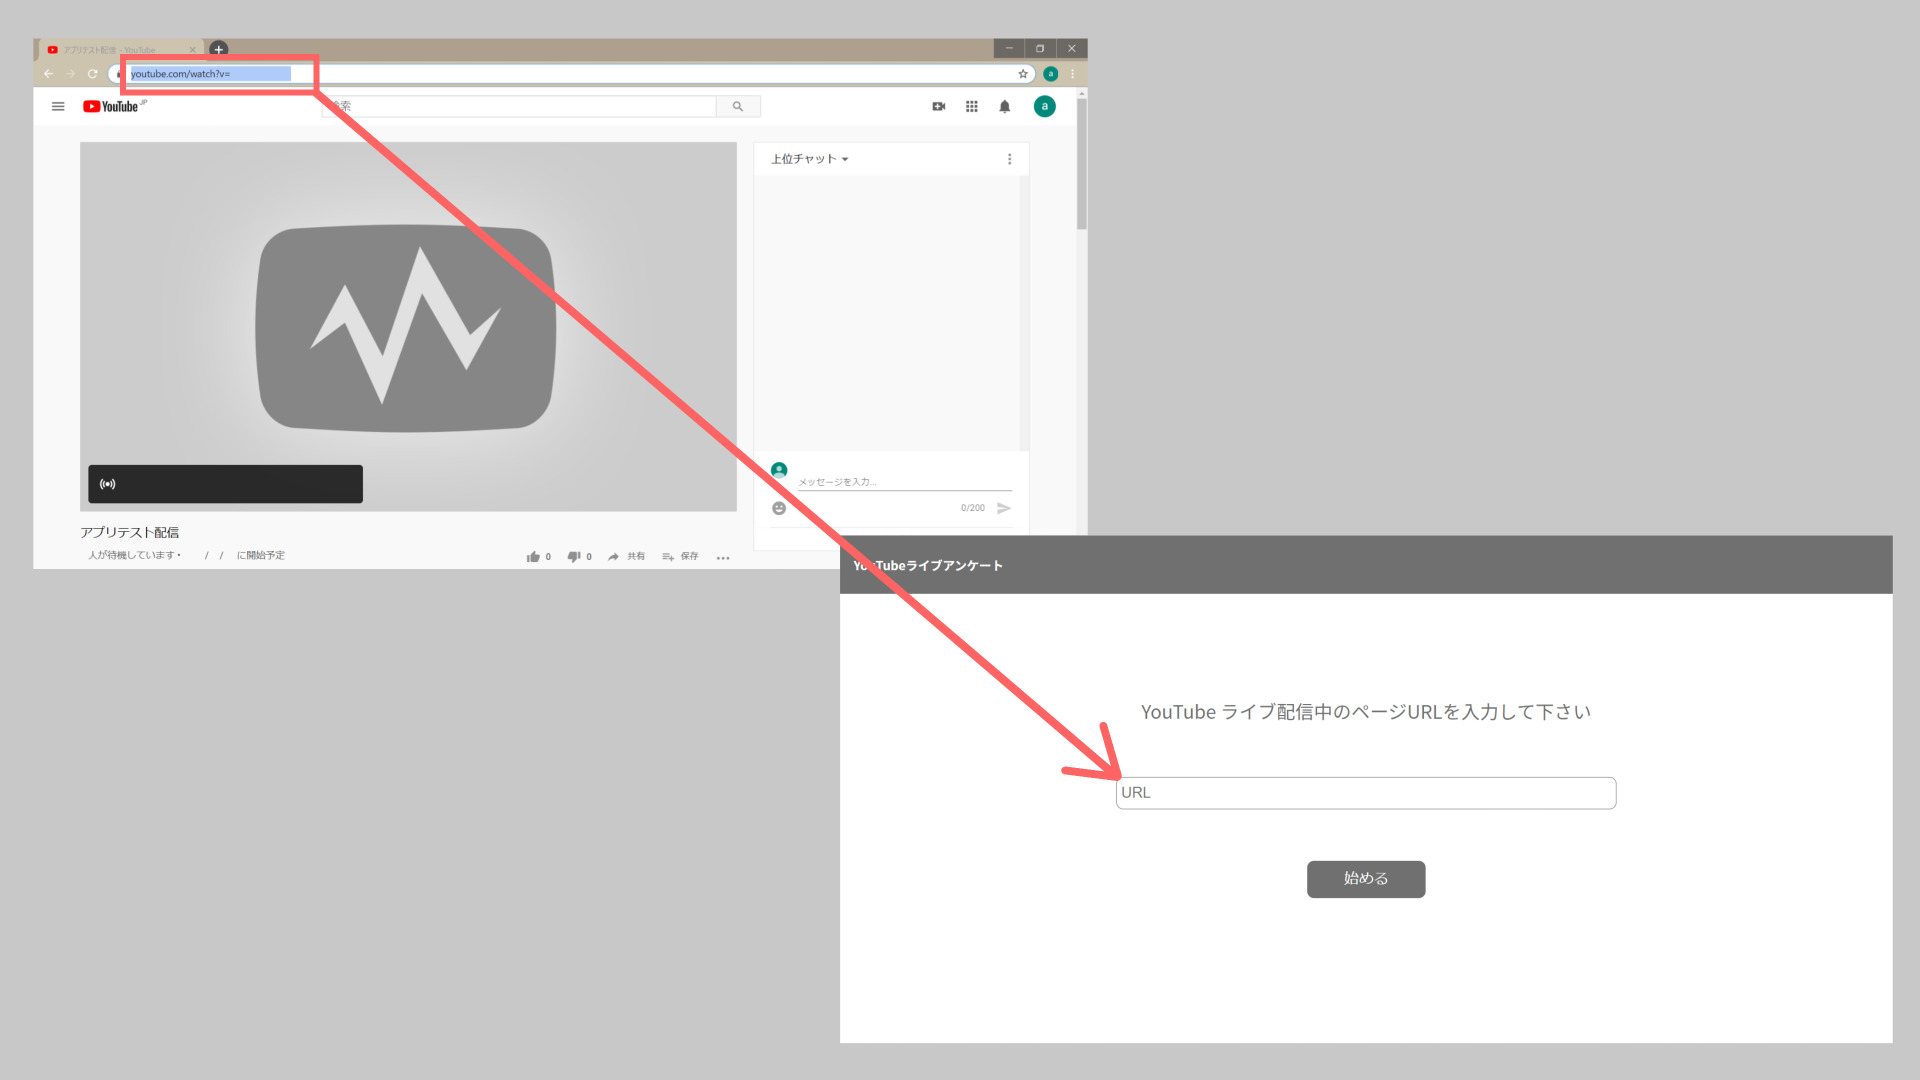 アプリテスト配信 - YouTube
youtube.com/watch?v=
a
YouTube JP
検索
a
上位チャット
メッセージを入力...
0/200
アプリテスト配信
人が待機しています・ / / に開始予定
0 0 共有 保存
YouTubeライブアンケート
YouTube ライブ配信中のページURLを入力して下さい
URL
始める